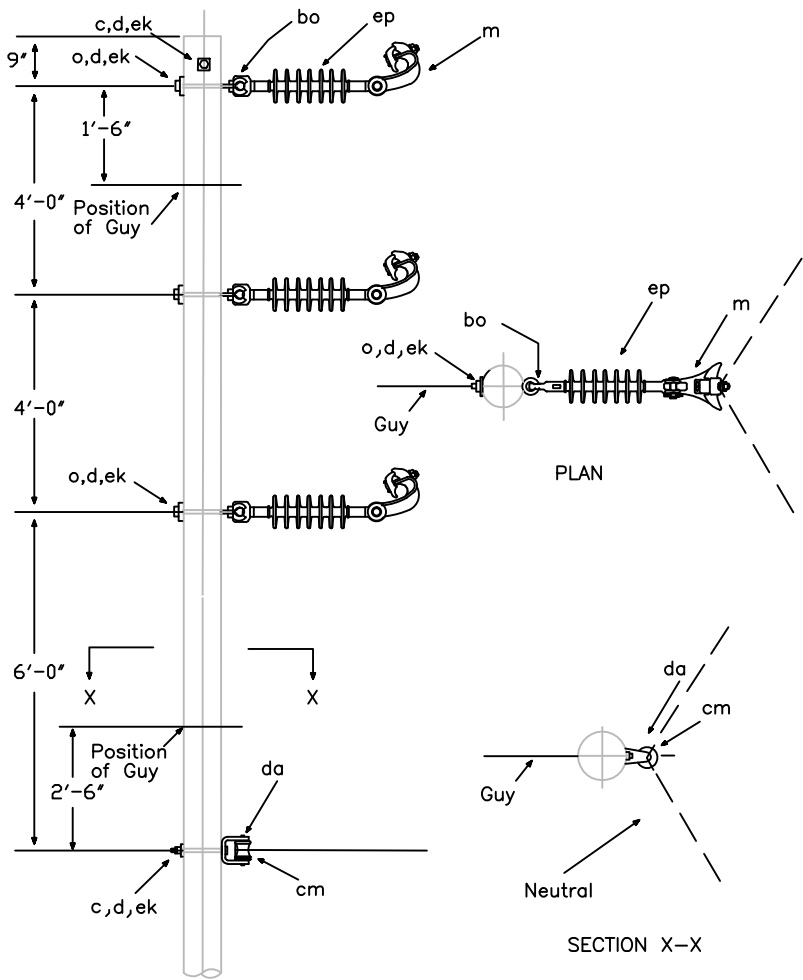 c,d,ek
bo
ep
m
9"
o,d,ek
1'-6"
4'-0"
Position
of Guy
ep
m
bo
o,d,ek
4'-0"
Guy
PLAN
o,d,ek
6'-0"
X
X
da
cm
Position
of Guy
da
2'-6"
Guy
cm
c,d,ek
Neutral
SECTION X-X